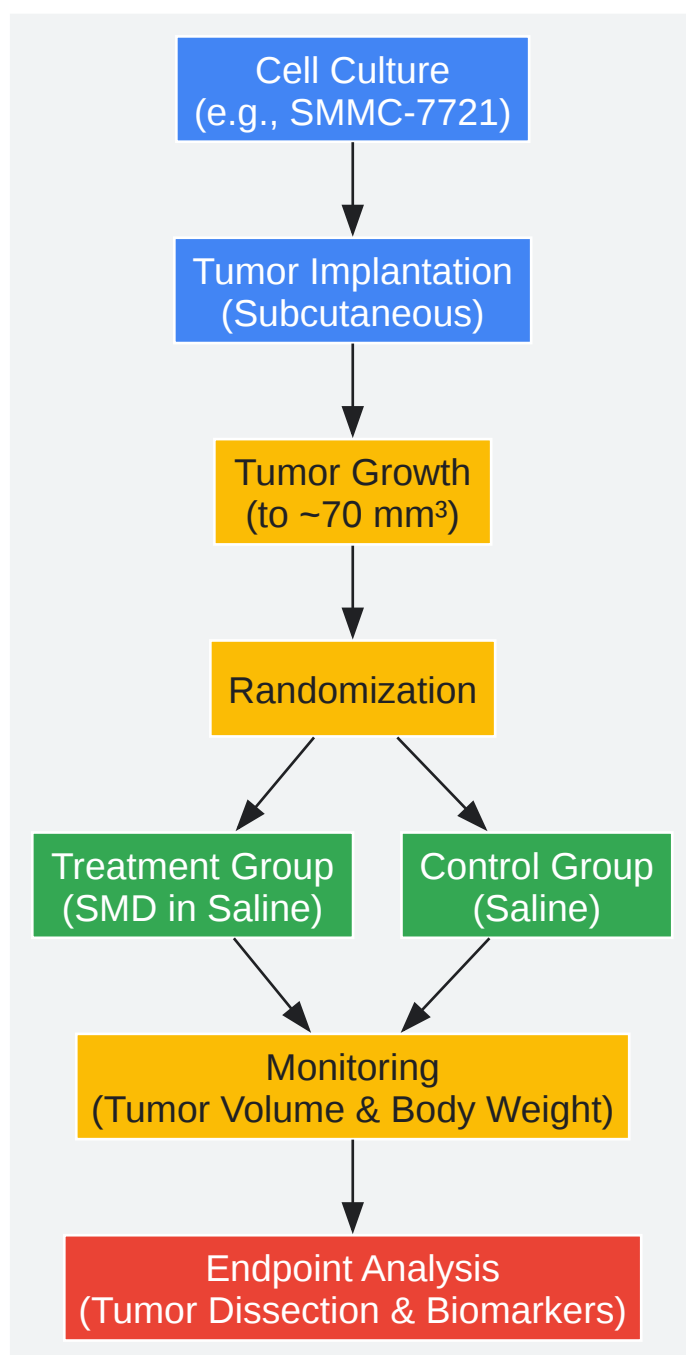 Cell Culture
(e.g., SMMC-7721)
Tumor Implantation
(Subcutaneous)
Tumor Growth
(to ~70 mm³)
Randomization
Treatment Group
(SMD in Saline)
Control Group
(Saline)
Monitoring
(Tumor Volume & Body Weight)
Endpoint Analysis
(Tumor Dissection & Biomarkers)